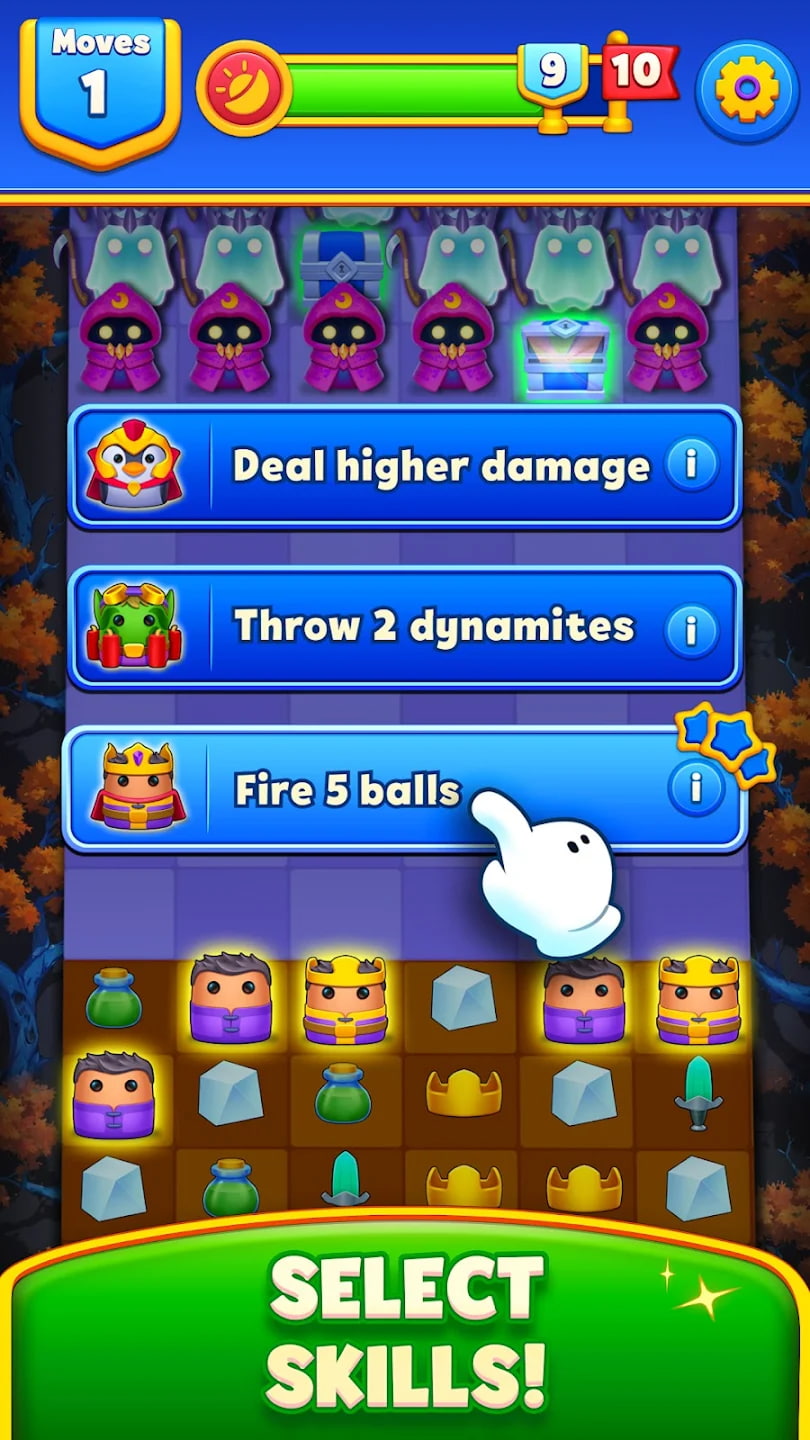 Moves
1
9
10
Deal higher damage
i
Throw 2 dynamites
i
Fire 5 balls
i
SELECT
SKILLS!